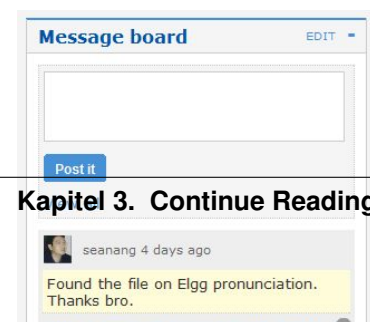 Message board EDIT -
Post it
Kapitel 3. Continue Reading
seanang 4 days ago
Found the file on Elgg pronunciation.
Thanks bro.